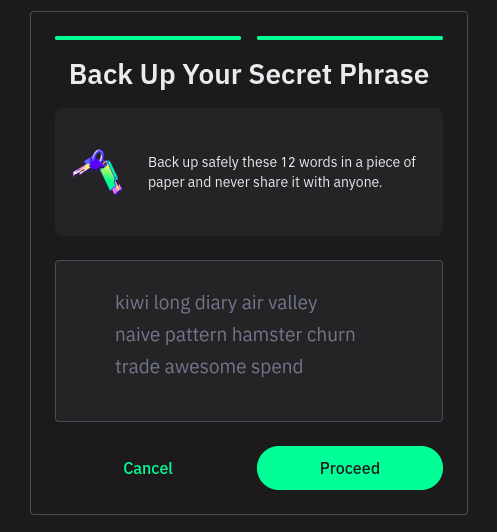 Back Up Your Secret Phrase
Back up safely these 12 words in a piece of
paper and never share it with anyone.
kiwi long diary air valley
naive pattern hamster churn
trade awesome spend
Cancel
Proceed